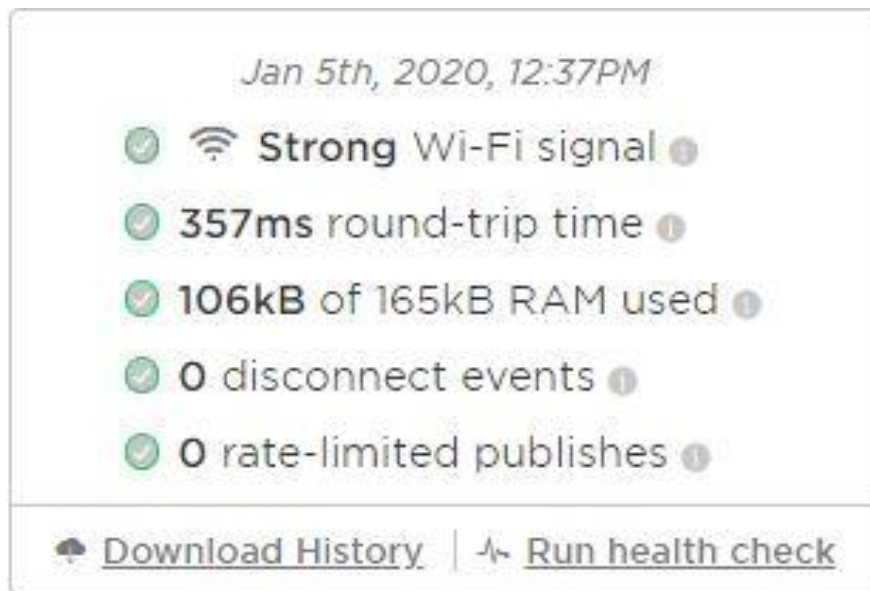 Jan 5th, 2020, 12:37PM
Strong Wi-Fi signal
357ms round-trip time
106kB of 165kB RAM used
0 disconnect events
0 rate-limited publishes
Download History | Run health check